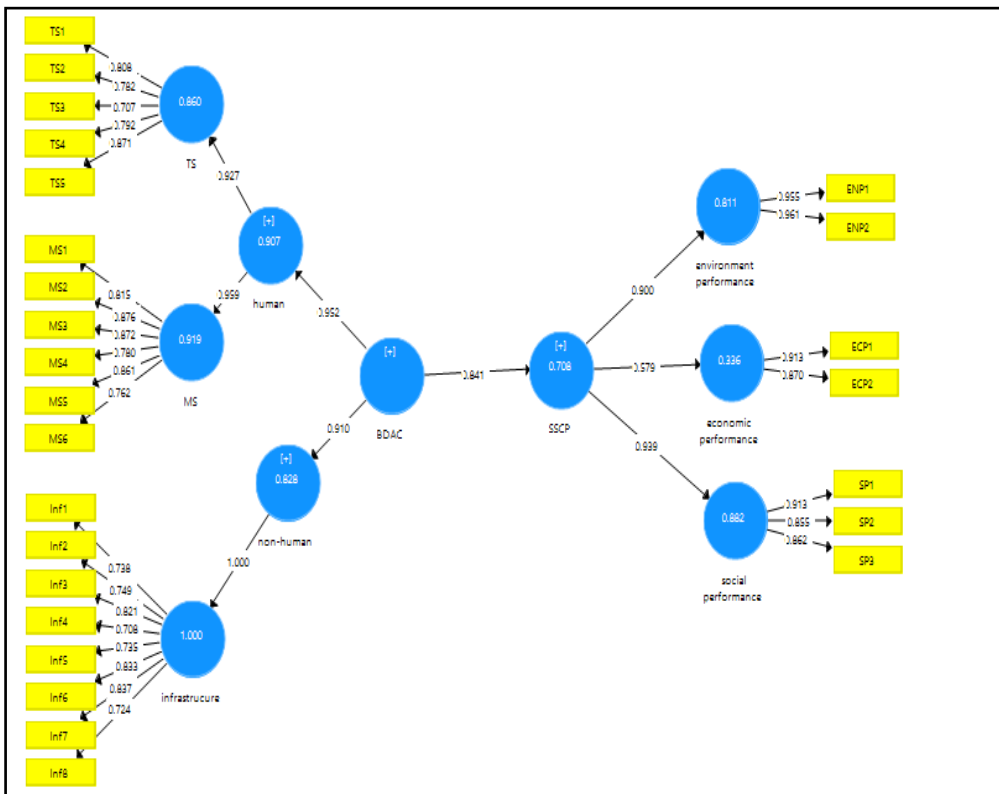 TS1
TS2
TS3
TS4
TS5
0.808
0.782
0.707
0.792
0.871
0.860
TS
0.927
[+]
0.907
human
MS1
MS2
MS3
MS4
MS5
MS6
0.815
0.876
0.872
0.780
0.861
0.762
0.919
MS
0.959
0.952
[+]
BDAC
0.910
[+]
0.828
non-human
1.000
Inf1
Inf2
Inf3
Inf4
Inf5
Inf6
Inf7
Inf8
0.738
0.749
0.821
0.708
0.735
0.833
0.837
0.724
1.000
infrastrucure
0.841
[+]
0.708
SSCP
0.900
0.579
0.939
0.811
environment
performance
0.955
0.961
ENP1
ENP2
0.336
economic
performance
0.913
0.870
ECP1
ECP2
0.882
social
performance
0.913
0.855
0.862
SP1
SP2
SP3